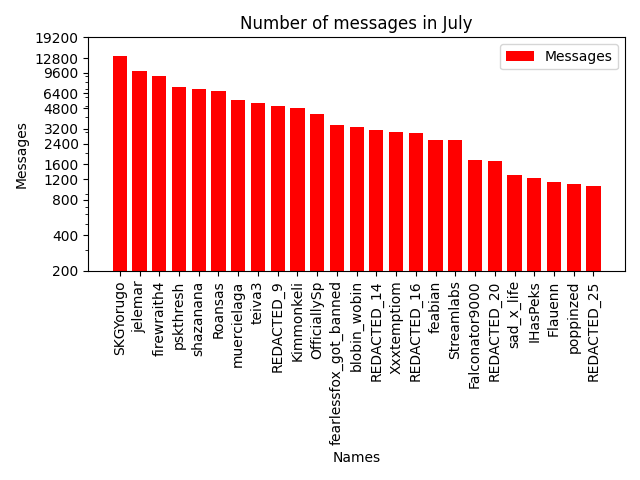 Number of messages in July
Messages
19200
12800
9600
6400
4800
3200
2400
1600
1200
800
400
200
Messages
SKGYorugo
jelemar
firewraith4
pskthresh
shazanana
Roansas
muercielaga
teiva3
REDACTED_9
Kimmonkeli
OfficiallySp
fearlessfox_got_banned
blobin_wobin
REDACTED_14
Xxxtemptiom
REDACTED_16
feabian
Streamlabs
Falconator9000
REDACTED_20
sad_x_life
IHasPeks
Flauenn
poppinzed
REDACTED_25
Names